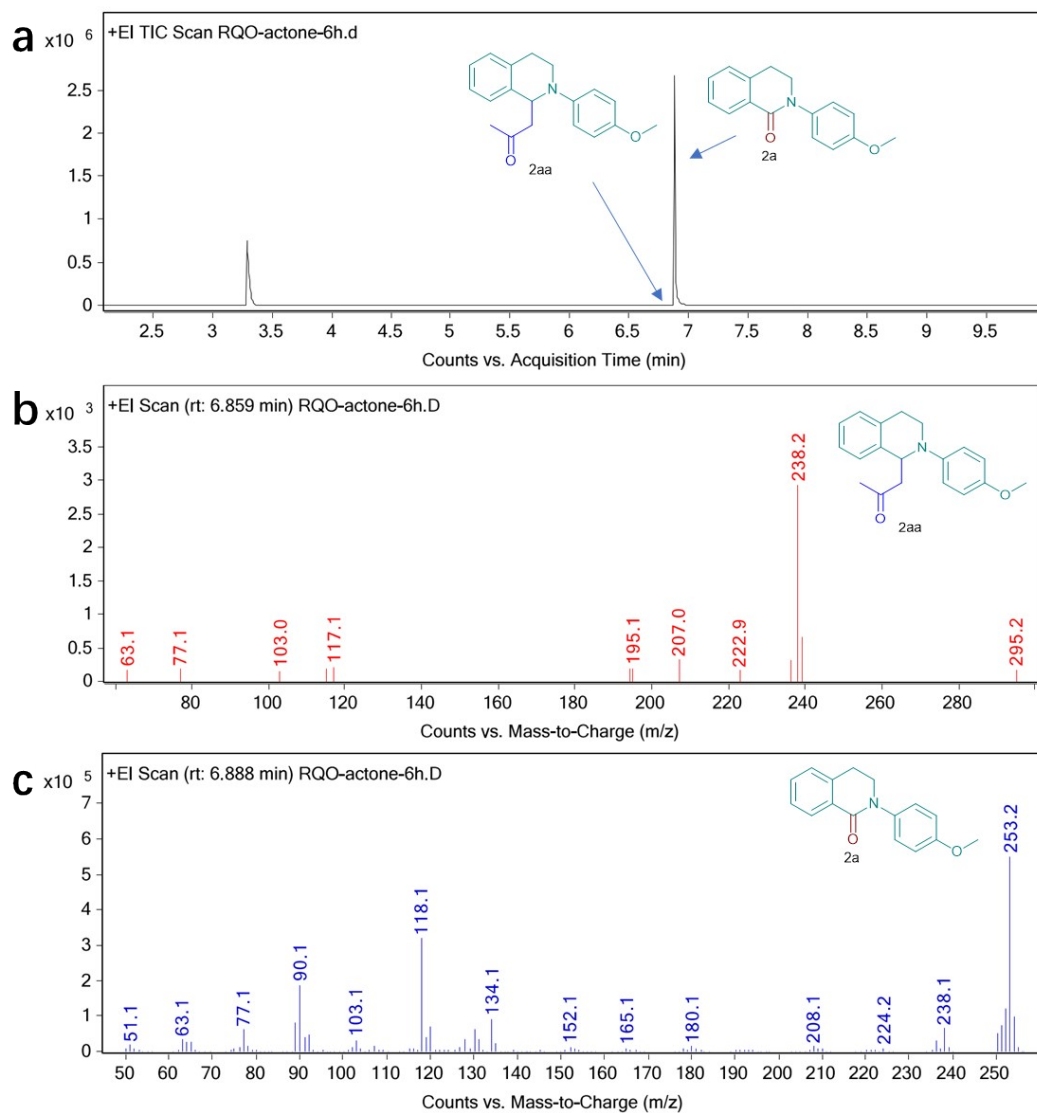 a
x10 6
+EI TIC Scan RQO-actone-6h.d
2.5
2
1.5
1
0.5
0
N
O
O
2aa
N
O
O
2a
2.5 3 3.5 4 4.5 5 5.5 6 6.5 7 7.5 8 8.5 9 9.5
Counts vs. Acquisition Time (min)
b
x10 3
+EI Scan (rt: 6.859 min) RQO-actone-6h.D
3.5
3
2.5
2
1.5
1
0.5
0
63.1
77.1
103.0
117.1
195.1
207.0
222.9
238.2
295.2
N
O
O
2aa
80 100 120 140 160 180 200 220 240 260 280
Counts vs. Mass-to-Charge (m/z)
c
x10 5
+EI Scan (rt: 6.888 min) RQO-actone-6h.D
7
6
5
4
3
2
1
0
51.1
63.1
77.1
90.1
103.1
118.1
134.1
152.1
165.1
180.1
208.1
224.2
238.1
253.2
N
O
O
2a
50 60 70 80 90 100 110 120 130 140 150 160 170 180 190 200 210 220 230 240 250
Counts vs. Mass-to-Charge (m/z)